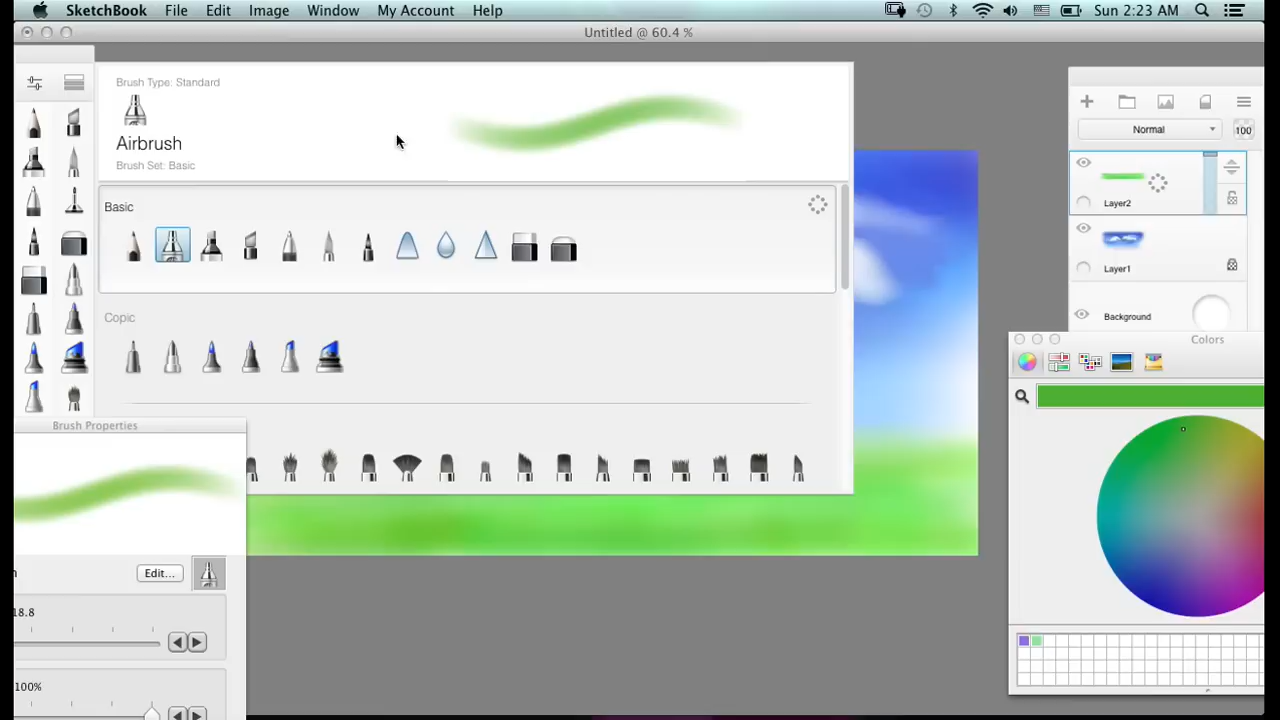 SketchBook File Edit Image Window My Account Help Sun 2:23 AM
Untitled @ 60.4 %
Brush Type: Standard
Airbrush
Brush Set: Basic
Normal 100
Layer2
Basic
Layer1
Copic
Background
Colors
Brush Properties
Edit...
18.8
100%